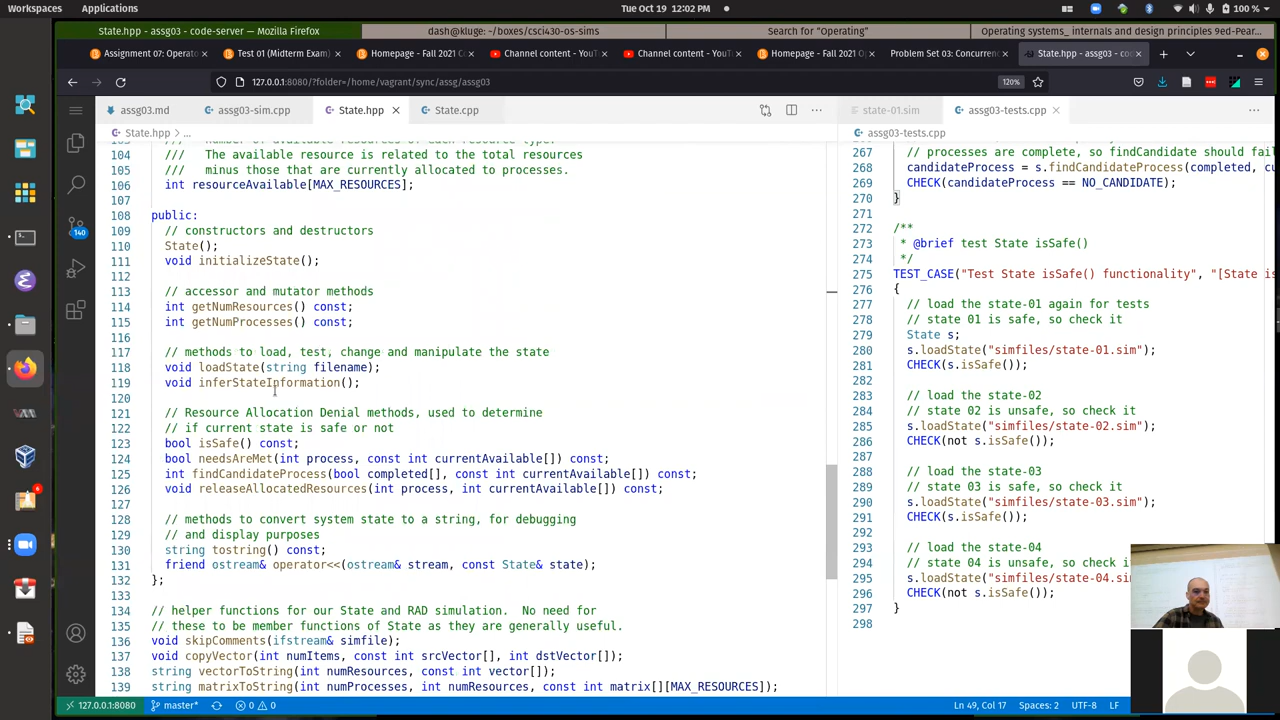 Workspaces Applications Tue Oct 19 12:02 PM 100 %
State.hpp - assg03 - code-server — Mozilla Firefox
dash@kluge: ~/boxes/csci430-os-sims
Search for "Operating"
Operating systems_ internals and design principles 9ed-Pear...
Assignment 07: Operato
Test 01 (Midterm Exam)
Homepage - Fall 2021 O
Channel content - YouT
Channel content - YouT
Homepage - Fall 2021 O
Problem Set 03: Concurrenc
State.hpp - assg03 - code-
127.0.0.1:8080/?folder=/home/vagrant/sync/assg/assg03 120%
assg03.md assg03-sim.cpp State.hpp State.cpp
State.hpp > ...
104 /// The available resource is related to the total resources
105 /// minus those that are currently allocated to processes.
106 int resourceAvailable[MAX_RESOURCES];
107
108 public:
109 // constructors and destructors
110 State();
111 void initializeState();
112
113 // accessor and mutator methods
114 int getNumResources() const;
115 int getNumProcesses() const;
116
117 // methods to load, test, change and manipulate the state
118 void loadState(string filename);
119 void inferStateInformation();
120
121 // Resource Allocation Denial methods, used to determine
122 // if current state is safe or not
123 bool isSafe() const;
124 bool needsAreMet(int process, const int currentAvailable[]) const;
125 int findCandidateProcess(bool completed[], const int currentAvailable[]) const;
126 void releaseAllocatedResources(int process, int currentAvailable[]) const;
127
128 // methods to convert system state to a string, for debugging
129 // and display purposes
130 string tostring() const;
131 friend ostream& operator<<(ostream& stream, const State& state);
132 };
133
134 // helper functions for our State and RAD simulation.  No need for
135 // these to be member functions of State as they are generally useful.
136 void skipComments(ifstream& simfile);
137 void copyVector(int numItems, const int srcVector[], int dstVector[]);
138 string vectorToString(int numResources, const int vector[]);
139 string matrixToString(int numProcesses, int numResources, const int matrix[][MAX_RESOURCES]);
state-01.sim assg03-tests.cpp
assg03-tests.cpp
267 // processes are complete, so findCandidate should fai
268 candidateProcess = s.findCandidateProcess(completed, cu
269 CHECK(candidateProcess == NO_CANDIDATE);
270 }
271
272 /**
273 * @brief test State isSafe()
274 */
275 TEST_CASE("Test State isSafe() functionality", "[State is
276 {
277 // load the state-01 again for tests
278 // state 01 is safe, so check it
279 State s;
280 s.loadState("simfiles/state-01.sim");
281 CHECK(s.isSafe());
282
283 // load the state-02
284 // state 02 is unsafe, so check it
285 s.loadState("simfiles/state-02.sim");
286 CHECK(not s.isSafe());
287
288 // load the state-03
289 // state 03 is safe, so check it
290 s.loadState("simfiles/state-03.sim");
291 CHECK(s.isSafe());
292
293 // load the state-04
294 // state 04 is unsafe, so check it
295 s.loadState("simfiles/state-04.sim");
296 CHECK(not s.isSafe());
297 }
298
140
6
127.0.0.1:8080 master* 0 0 Ln 49, Col 17 Spaces: 2 UTF-8 LF